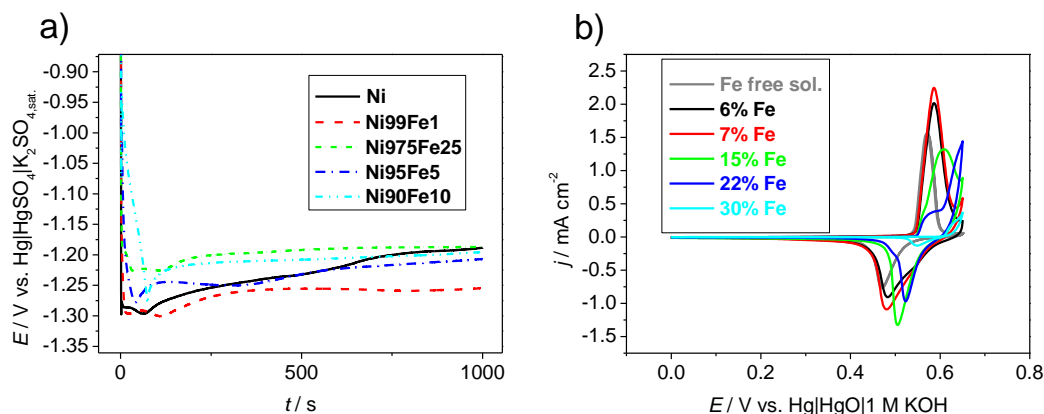 a)
E / V vs. Hg|HgSO4|K2SO4,sat.
-0.90
-0.95
-1.00
-1.05
-1.10
-1.15
-1.20
-1.25
-1.30
-1.35
Ni
Ni99Fe1
Ni975Fe25
Ni95Fe5
Ni90Fe10
0 500 1000
t / s
b)
j / mA cm-2
2.5
2.0
1.5
1.0
0.5
0.0
-0.5
-1.0
-1.5
Fe free sol.
6% Fe
7% Fe
15% Fe
22% Fe
30% Fe
0.0 0.2 0.4 0.6 0.8
E / V vs. Hg|HgO|1 M KOH